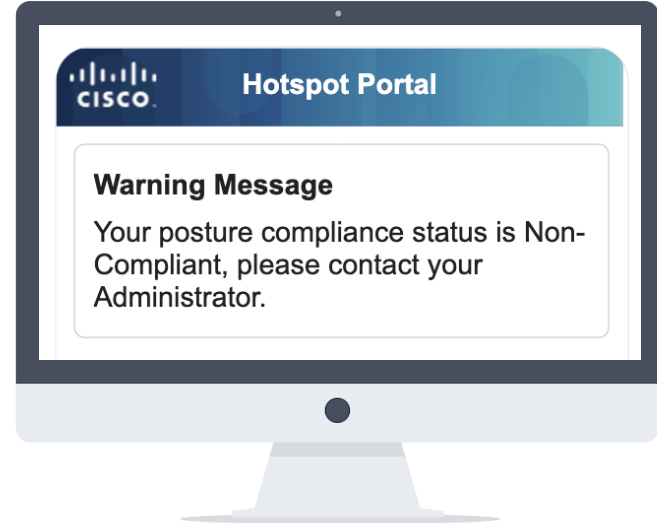 CISCO
Hotspot Portal
Warning Message
Your posture compliance status is Non-
Compliant, please contact your
Administrator.